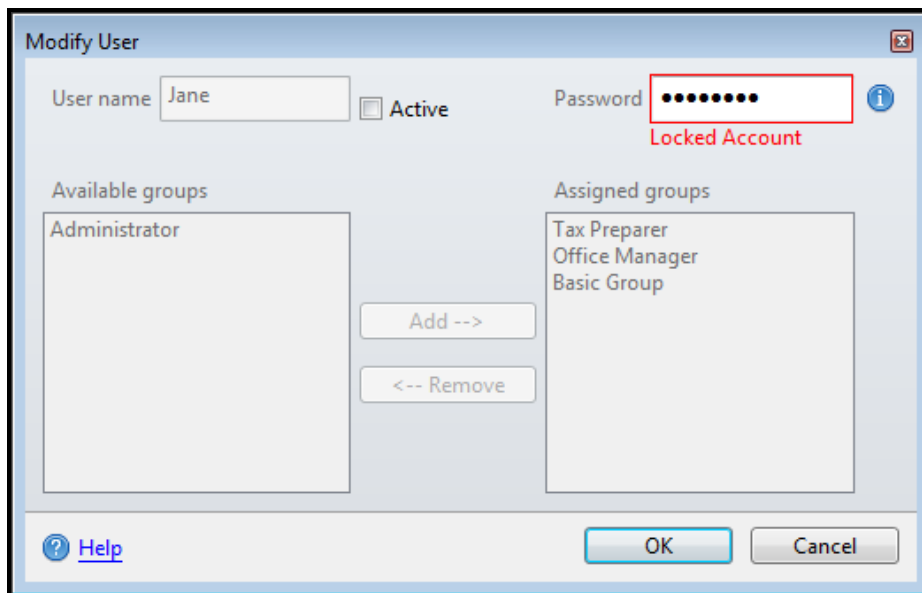 Modify User
User name Jane Active Password ●●●●●●●●
Locked Account
Available groups Assigned groups
Administrator Tax Preparer
Office Manager
Basic Group
Add -->
<-- Remove
Help OK Cancel